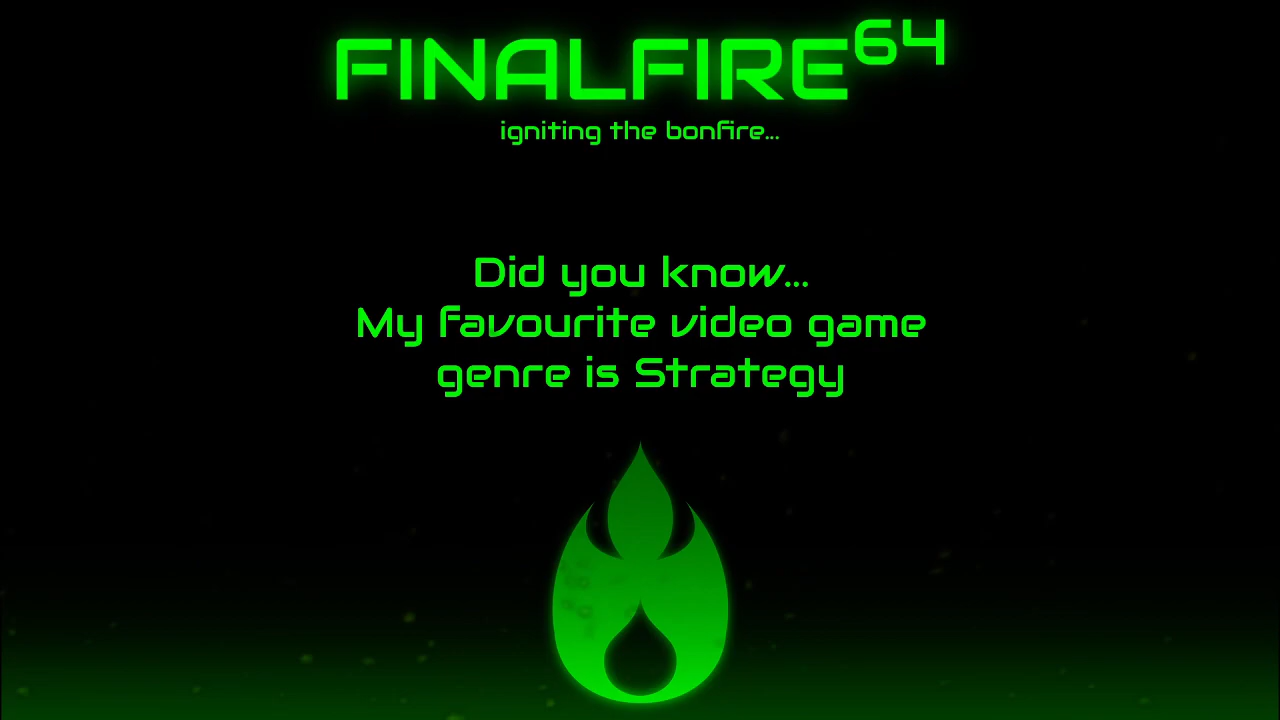 FINALFIRE⁶⁴
igniting the bonfire...
Did you know...
My favourite video game
genre is Strategy